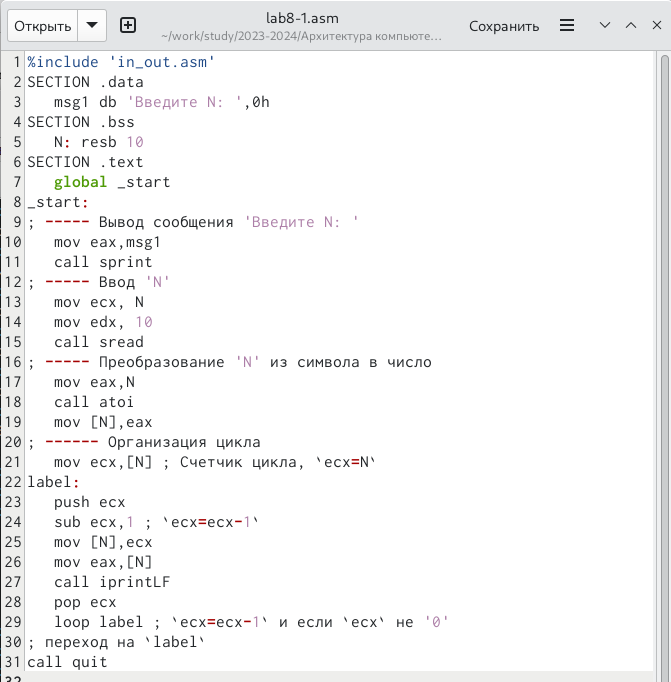 Открыть lab8-1.asm Сохранить
~/work/study/2023-2024/Архитектура компьюте…
1 %include 'in_out.asm'
2 SECTION .data
3 msg1 db 'Введите N: ',0h
4 SECTION .bss
5 N: resb 10
6 SECTION .text
7 global _start
8 _start:
9 ; ----- Вывод сообщения 'Введите N: '
10 mov eax,msg1
11 call sprint
12 ; ----- Ввод 'N'
13 mov ecx, N
14 mov edx, 10
15 call sread
16 ; ----- Преобразование 'N' из символа в число
17 mov eax,N
18 call atoi
19 mov [N],eax
20 ; ------ Организация цикла
21 mov ecx,[N] ; Счетчик цикла, `ecx=N`
22 label:
23 push ecx
24 sub ecx,1 ; `ecx=ecx-1`
25 mov [N],ecx
26 mov eax,[N]
27 call iprintLF
28 pop ecx
29 loop label ; `ecx=ecx-1` и если `ecx` не '0'
30 ; переход на `label`
31 call quit
32